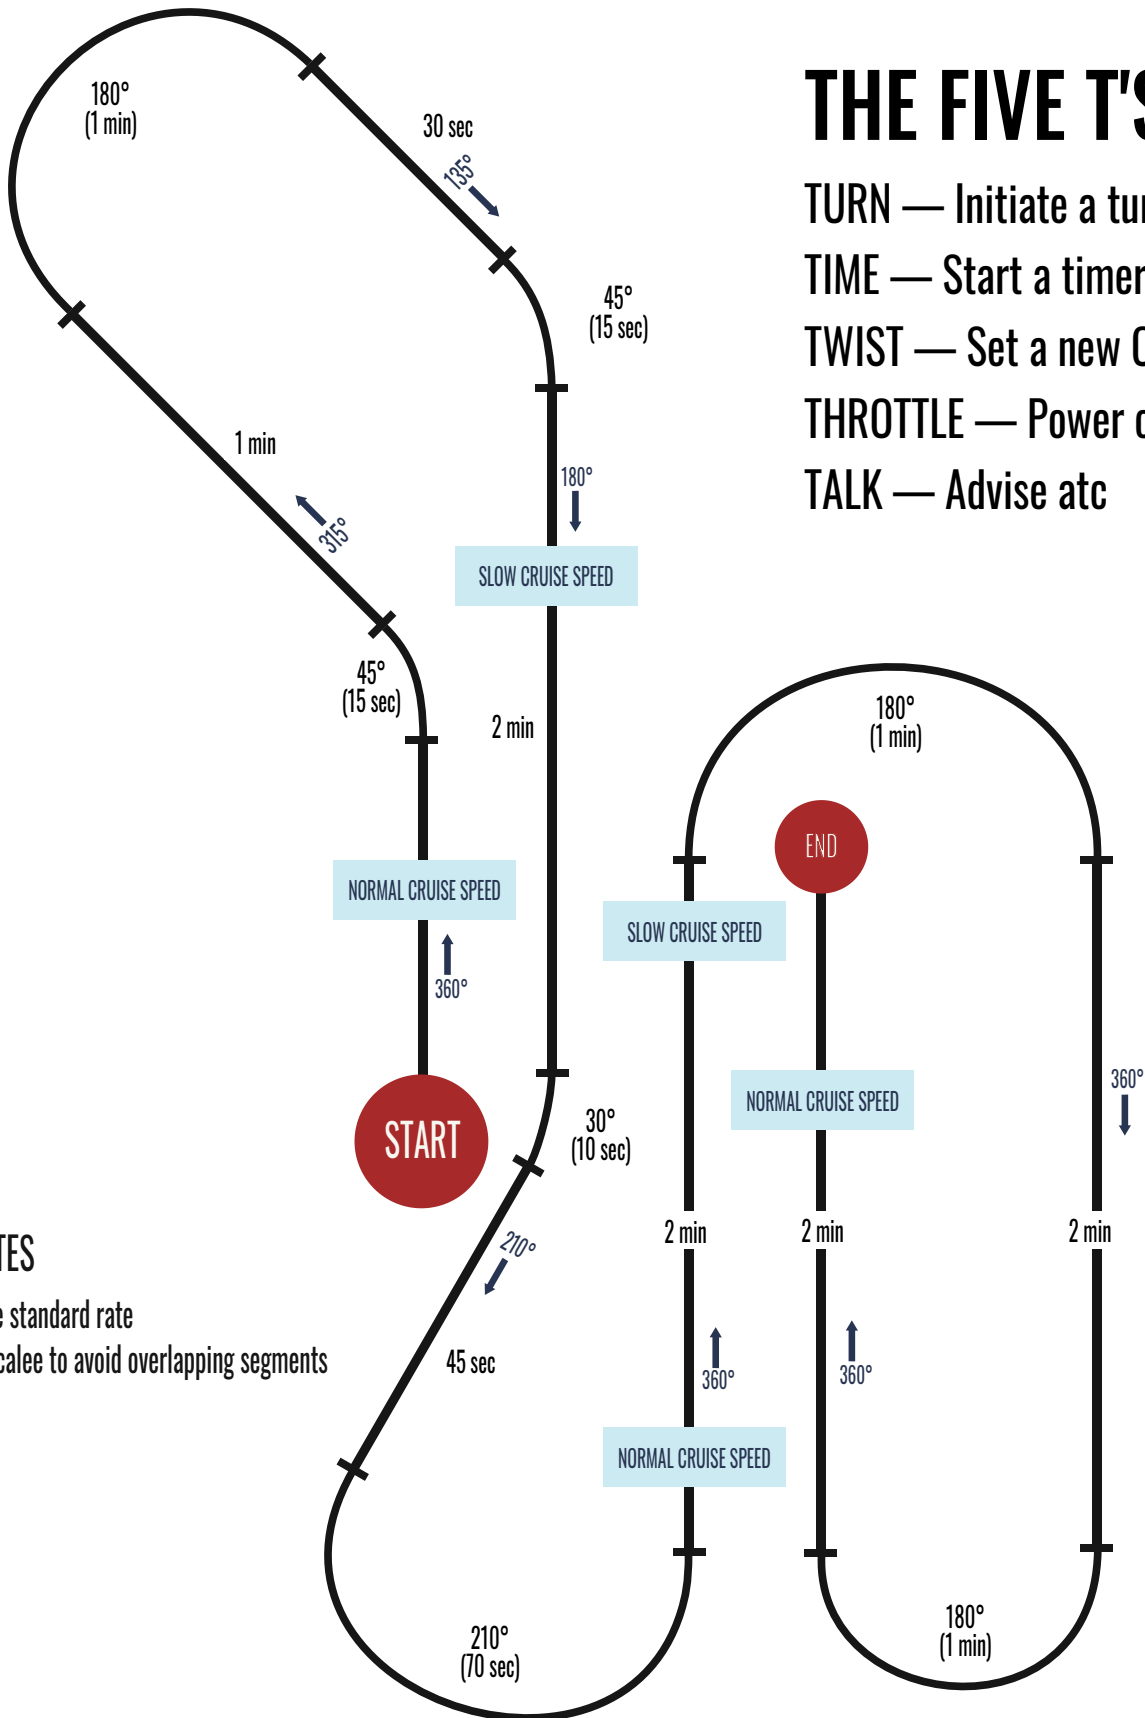 THE FIVE T'S
TURN — Initiate a tur
TIME — Start a timer
TWIST — Set a new
THROTTLE — Power
TALK — Advise atc
180°
(1 min)
30 sec
135°
45°
(15 sec)
1 min
315°
180°
SLOW CRUISE SPEED
45°
(15 sec)
2 min
NORMAL CRUISE SPEED
360°
START
30°
(10 sec)
210°
45 sec
210°
(70 sec)
180°
(1 min)
END
SLOW CRUISE SPEED
NORMAL CRUISE SPEED
360°
2 min
2 min
2 min
360°
360°
NORMAL CRUISE SPEED
180°
(1 min)
TES
e standard rate
calee to avoid overlapping segments